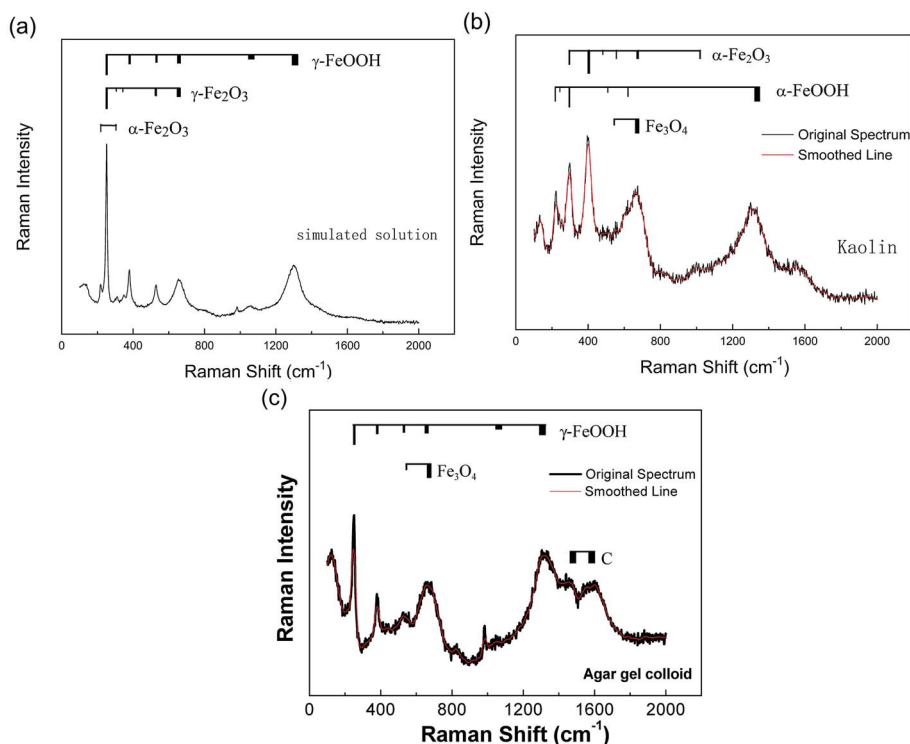 (a)
γ-FeOOH
γ-Fe2O3
α-Fe2O3
simulated solution
Raman Intensity
0 400 800 1200 1600 2000
Raman Shift (cm⁻¹)
(b)
α-Fe2O3
α-FeOOH
Fe3O4
Original Spectrum
Smoothed Line
Kaolin
Raman Intensity
0 400 800 1200 1600 2000
Raman Shift (cm⁻¹)
(c)
γ-FeOOH
Fe3O4
Original Spectrum
Smoothed Line
C
Agar gel colloid
Raman Intensity
0 400 800 1200 1600 2000
Raman Shift (cm⁻¹)